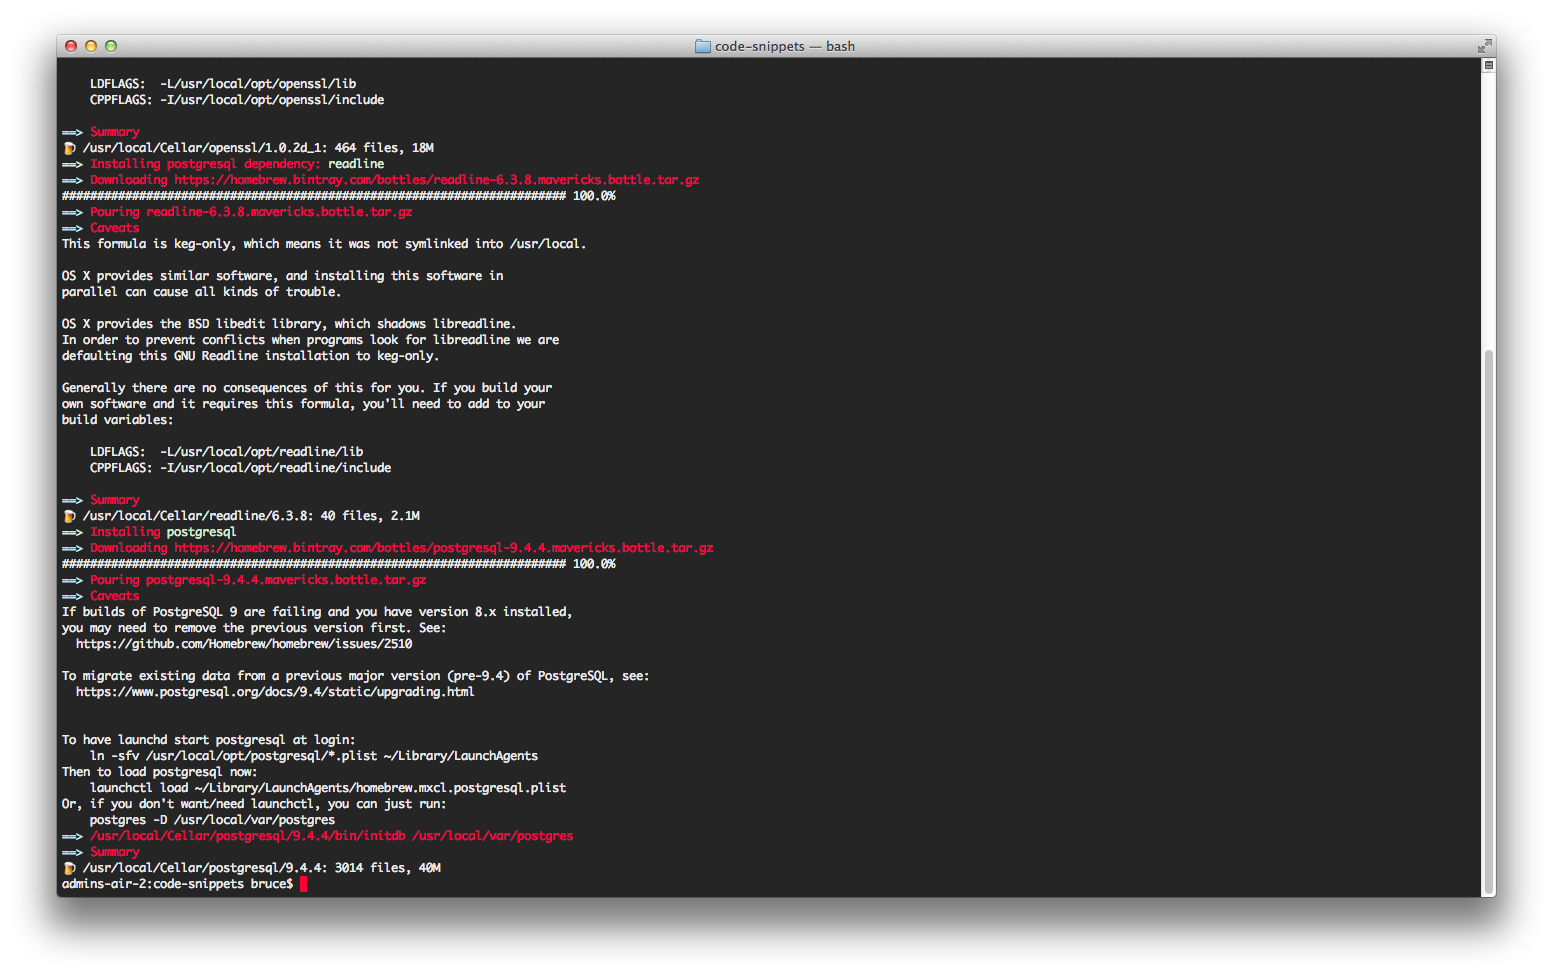 code-snippets — bash
LDFLAGS:  -L/usr/local/opt/openssl/lib
CPPFLAGS: -I/usr/local/opt/openssl/include
==> Summary
🍺 /usr/local/Cellar/openssl/1.0.2d_1: 464 files, 18M
==> Installing postgresql dependency: readline
==> Downloading https://homebrew.bintray.com/bottles/readline-6.3.8.mavericks.bottle.tar.gz
######################################################################## 100.0%
==> Pouring readline-6.3.8.mavericks.bottle.tar.gz
==> Caveats
This formula is keg-only, which means it was not symlinked into /usr/local.
OS X provides similar software, and installing this software in
parallel can cause all kinds of trouble.
OS X provides the BSD libedit library, which shadows libreadline.
In order to prevent conflicts when programs look for libreadline we are
defaulting this GNU Readline installation to keg-only.
Generally there are no consequences of this for you. If you build your
own software and it requires this formula, you'll need to add to your
build variables:
LDFLAGS:  -L/usr/local/opt/readline/lib
CPPFLAGS: -I/usr/local/opt/readline/include
==> Summary
🍺 /usr/local/Cellar/readline/6.3.8: 40 files, 2.1M
==> Installing postgresql
==> Downloading https://homebrew.bintray.com/bottles/postgresql-9.4.4.mavericks.bottle.tar.gz
######################################################################## 100.0%
==> Pouring postgresql-9.4.4.mavericks.bottle.tar.gz
==> Caveats
If builds of PostgreSQL 9 are failing and you have version 8.x installed,
you may need to remove the previous version first. See:
https://github.com/Homebrew/homebrew/issues/2510
To migrate existing data from a previous major version (pre-9.4) of PostgreSQL, see:
https://www.postgresql.org/docs/9.4/static/upgrading.html
To have launchd start postgresql at login:
ln -sfv /usr/local/opt/postgresql/*.plist ~/Library/LaunchAgents
Then to load postgresql now:
launchctl load ~/Library/LaunchAgents/homebrew.mxcl.postgresql.plist
Or, if you don't want/need launchctl, you can just run:
postgres -D /usr/local/var/postgres
==> /usr/local/Cellar/postgresql/9.4.4/bin/initdb /usr/local/var/postgres
==> Summary
🍺 /usr/local/Cellar/postgresql/9.4.4: 3014 files, 40M
admins-air-2:code-snippets bruce$